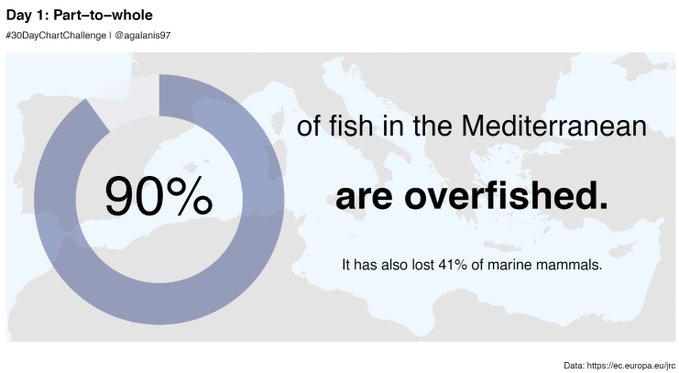 Day 1: Part–to–whole
#30DayChartChallenge | @agalanis97
90%
of fish in the Mediterranean
are overfished.
It has also lost 41% of marine mammals.
Data: https://ec.europa.eu/jrc